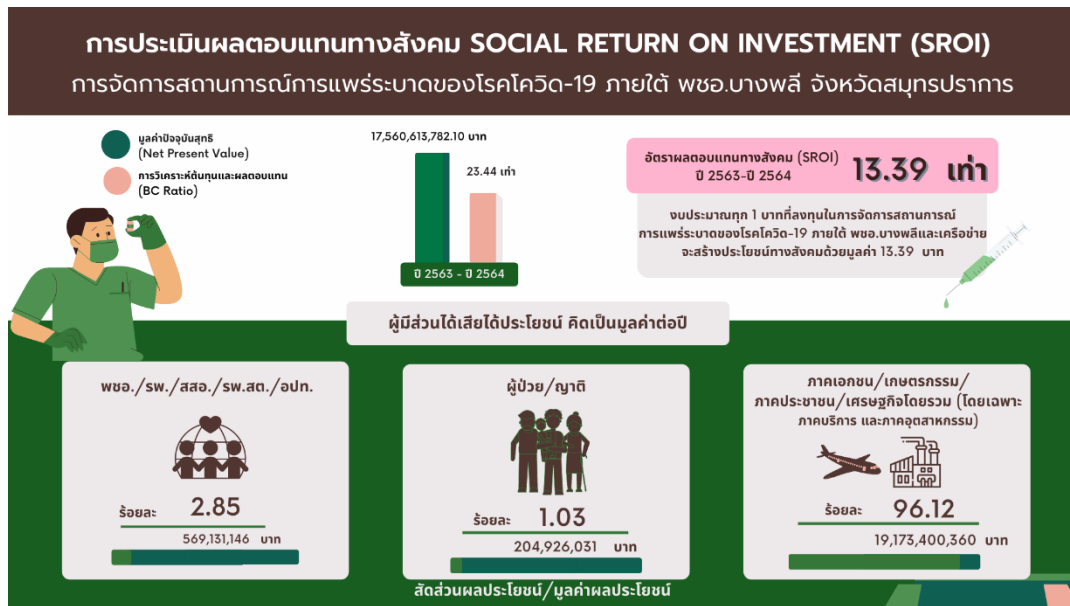 การประเมินผลตอบแทนทางสังคม SOCIAL RETURN ON INVESTMENT (SROI)
การจัดการสถานการณ์การแพร่ระบาดของโรคโควิด-19 ภายใต้ พชอ.บางพลี จังหวัดสมุทรปราการ
มูลค่าปัจจุบันสุทธิ
(Net Present Value)
การวิเคราะห์ต้นทุนและผลตอบแทน
(BC Ratio)
17,560,613,782.10 บาท
23.44 เท่า
ปี 2563 - ปี 2564
อัตราผลตอบแทนทางสังคม (SROI)
ปี 2563-ปี 2564
13.39 เท่า
งบประมาณทุก 1 บาทที่ลงทุนในการจัดการสถานการณ์
การแพร่ระบาดของโรคโควิด-19 ภายใต้ พชอ.บางพลีและเครือข่าย
จะสร้างประโยชน์ทางสังคมด้วยมูลค่า 13.39 บาท
ผู้มีส่วนได้เสียได้ประโยชน์ คิดเป็นมูลค่าต่อปี
พชอ./รพ./สสอ./รพ.สต./อปท.
ร้อยละ 2.85
569,131,146 บาท
ผู้ป่วย/ญาติ
ร้อยละ 1.03
204,926,031 บาท
ภาคเอกชน/เกษตรกรรม/
ภาคประชาชน/เศรษฐกิจโดยรวม (โดยเฉพาะ
ภาคบริการ และภาคอุตสาหกรรม)
ร้อยละ 96.12
19,173,400,360 บาท
สัดส่วนผลประโยชน์/มูลค่าผลประโยชน์